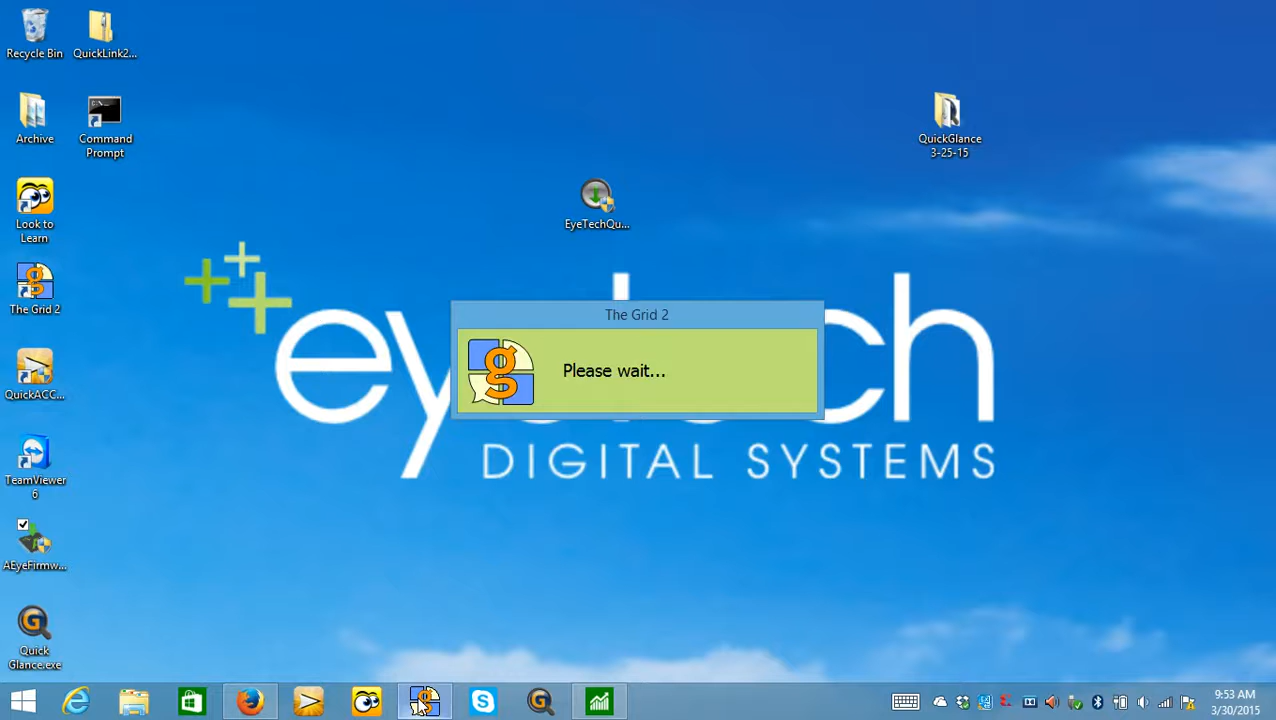 Recycle Bin
QuickLink2...
Archive
Command
Prompt
QuickGlance
3-25-15
Look to
Learn
EyeTechQu...
The Grid 2
The Grid 2
g
Please wait...
eyetech
DIGITAL SYSTEMS
QuickACC...
TeamViewer
6
AEyeFirmw...
Quick
Glance.exe
9:53 AM
3/30/2015